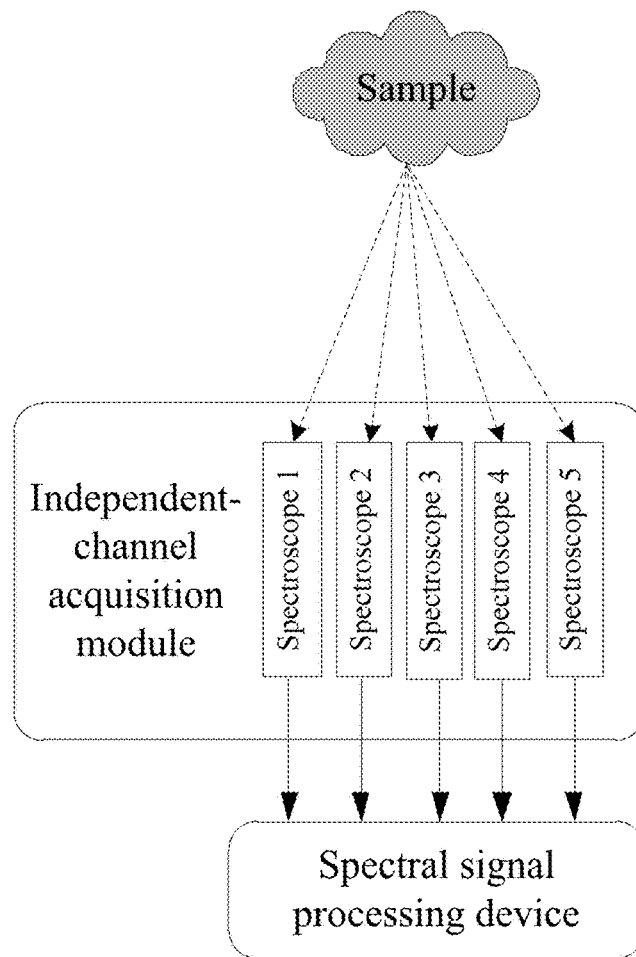 Sample
Independent-
channel
acquisition
module
Spectroscope 1
Spectroscope 2
Spectroscope 3
Spectroscope 4
Spectroscope 5
Spectral signal
processing device